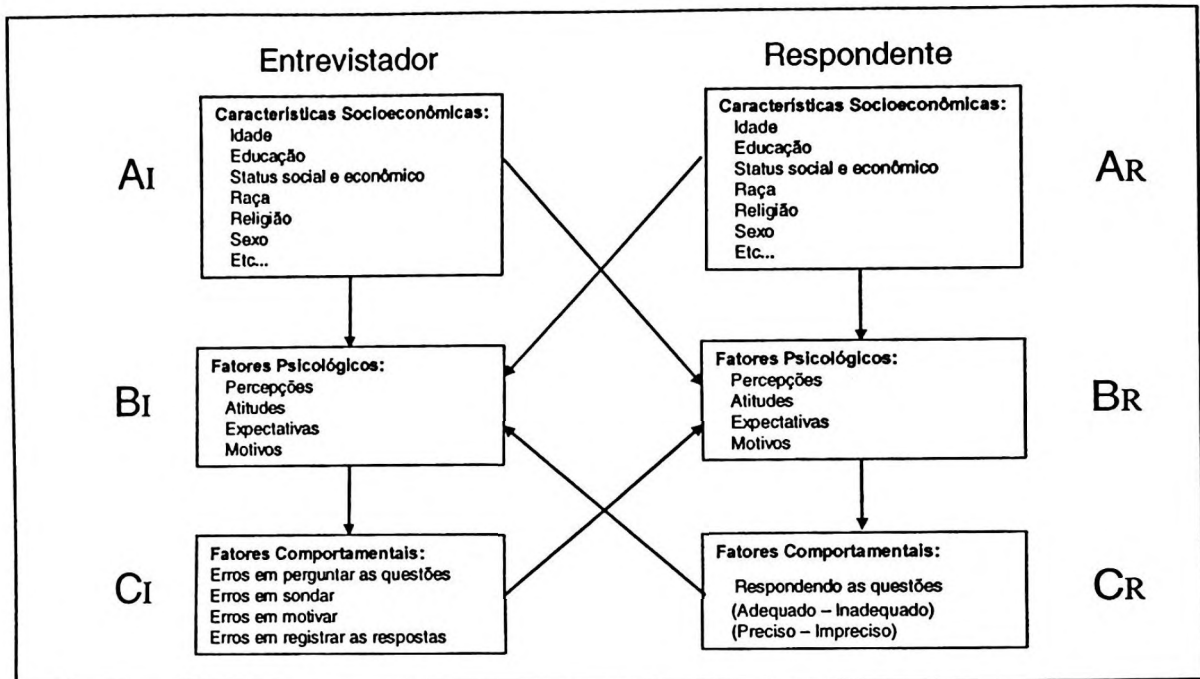 Entrevistador
Respondente
AI
Características Socioeconômicas:
Idade
Educação
Status social e econômico
Raça
Religião
Sexo
Etc...
Características Socioeconômicas:
Idade
Educação
Status social e econômico
Raça
Religião
Sexo
Etc...
AR
BI
Fatores Psicológicos:
Percepções
Atitudes
Expectativas
Motivos
Fatores Psicológicos:
Percepções
Atitudes
Expectativas
Motivos
BR
CI
Fatores Comportamentais:
Erros em perguntar as questões
Erros em sondar
Erros em motivar
Erros em registrar as respostas
Fatores Comportamentais:
Respondendo as questões
(Adequado – Inadequado)
(Preciso – Impreciso)
CR